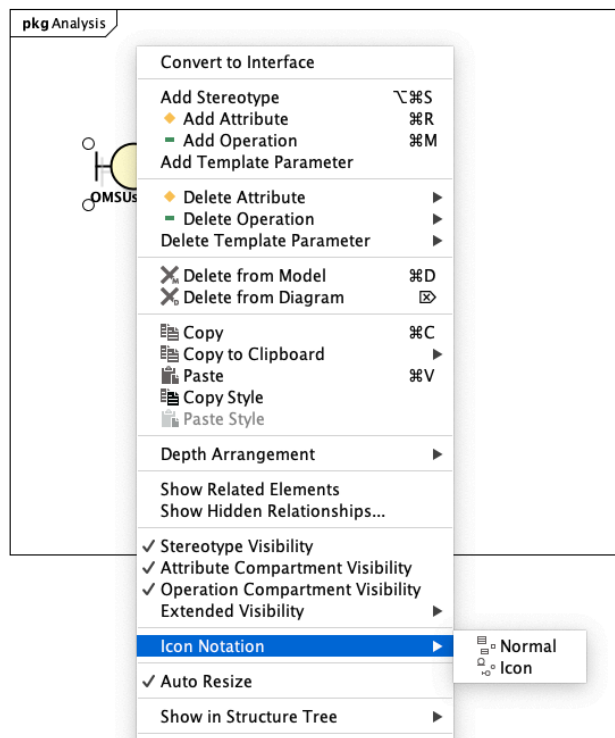 pkg Analysis
Convert to Interface
Add Stereotype ⌥⌘S
Add Attribute ⌘R
Add Operation ⌘M
Add Template Parameter
OMSUs
Delete Attribute
Delete Operation
Delete Template Parameter
Delete from Model ⌘D
Delete from Diagram ⌦
Copy ⌘C
Copy to Clipboard
Paste ⌘V
Copy Style
Paste Style
Depth Arrangement
Show Related Elements
Show Hidden Relationships...
Stereotype Visibility
Attribute Compartment Visibility
Operation Compartment Visibility
Extended Visibility
Icon Notation
Normal
Icon
Auto Resize
Show in Structure Tree